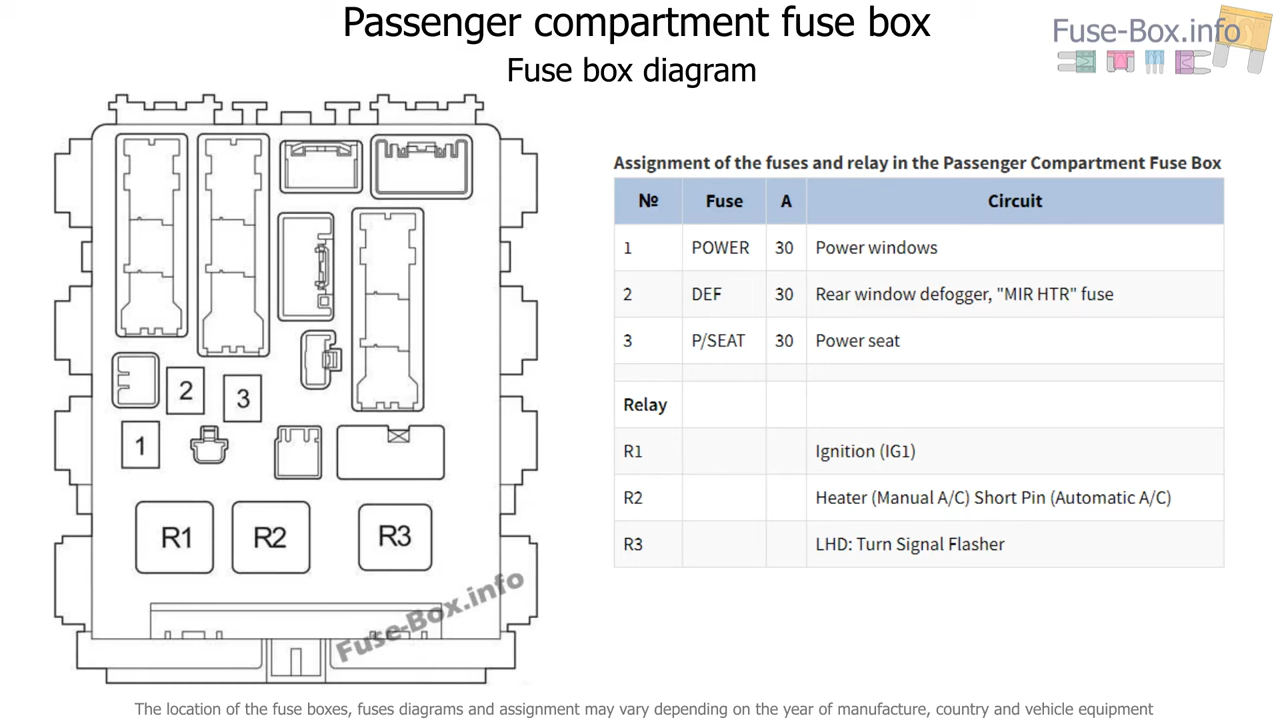 Passenger compartment fuse box
Fuse box diagram
Fuse-Box.info
Assignment of the fuses and relay in the Passenger Compartment Fuse Box
№ Fuse A Circuit
1 POWER 30 Power windows
2 DEF 30 Rear window defogger, "MIR HTR" fuse
3 P/SEAT 30 Power seat
Relay
R1 Ignition (IG1)
R2 Heater (Manual A/C) Short Pin (Automatic A/C)
R3 LHD: Turn Signal Flasher
2
3
1
R1 R2 R3
Fuse-Box.info
The location of the fuse boxes, fuses diagrams and assignment may vary depending on the year of manufacture, country and vehicle equipment